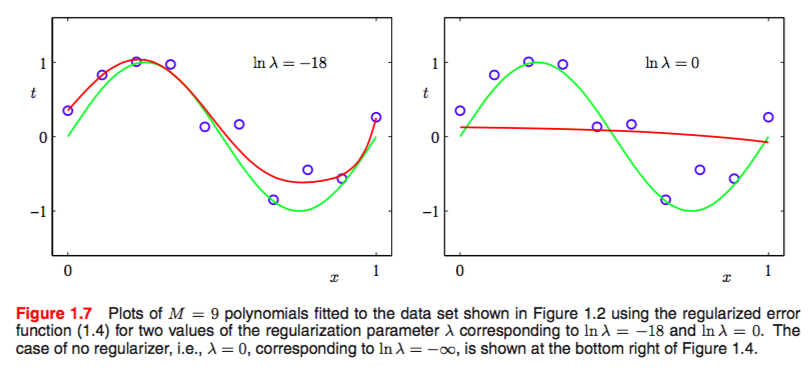 1
t
0
−1
0
x
1
ln λ = −18
1
t
0
−1
0
x
1
ln λ = 0
Figure 1.7 Plots of M = 9 polynomials fitted to the data set shown in Figure 1.2 using the regularized error
function (1.4) for two values of the regularization parameter λ corresponding to ln λ = −18 and ln λ = 0. The
case of no regularizer, i.e., λ = 0, corresponding to ln λ = −∞, is shown at the bottom right of Figure 1.4.